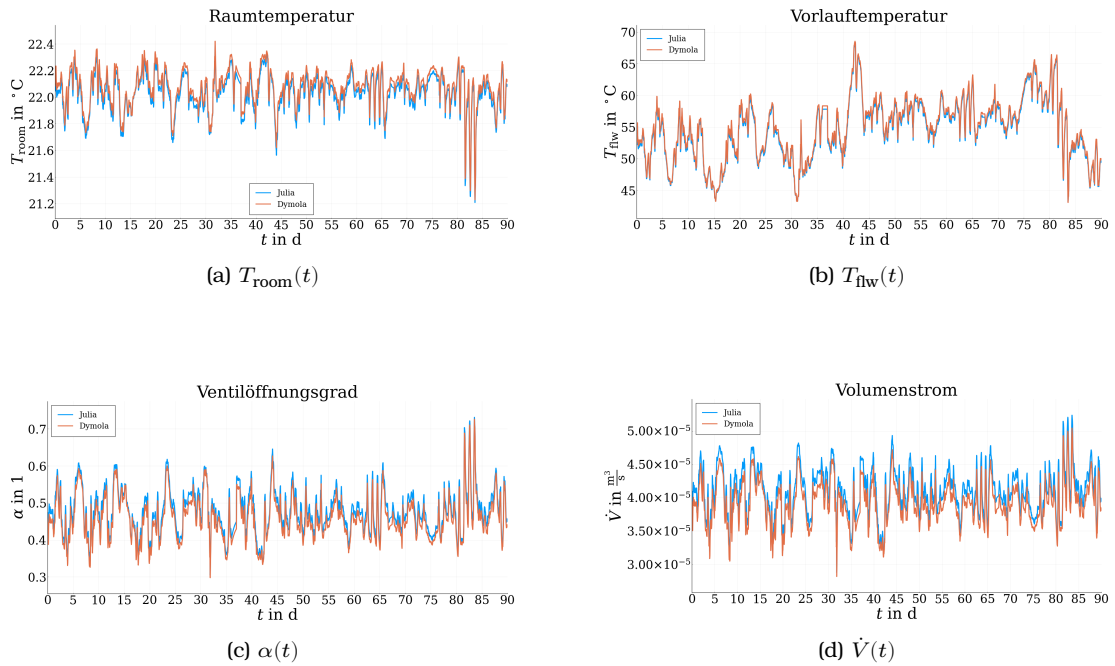 Raumtemperatur
22.4
22.2
22.0
21.8
21.6
21.4
21.2
T_room in °C
Julia
Dymola
0 5 10 15 20 25 30 35 40 45 50 55 60 65 70 75 80 85 90
t in d
(a) T_room(t)
Vorlauftemperatur
70
65
60
55
50
45
T_flw in °C
Julia
Dymola
0 5 10 15 20 25 30 35 40 45 50 55 60 65 70 75 80 85 90
t in d
(b) T_flw(t)
Ventilöffnungsgrad
0.7
0.6
0.5
0.4
0.3
α in 1
Julia
Dymola
0 5 10 15 20 25 30 35 40 45 50 55 60 65 70 75 80 85 90
t in d
(c) α(t)
Volumenstrom
5.00×10⁻⁵
4.50×10⁻⁵
4.00×10⁻⁵
3.50×10⁻⁵
3.00×10⁻⁵
V̇ in m³/s
Julia
Dymola
0 5 10 15 20 25 30 35 40 45 50 55 60 65 70 75 80 85 90
t in d
(d) V̇(t)